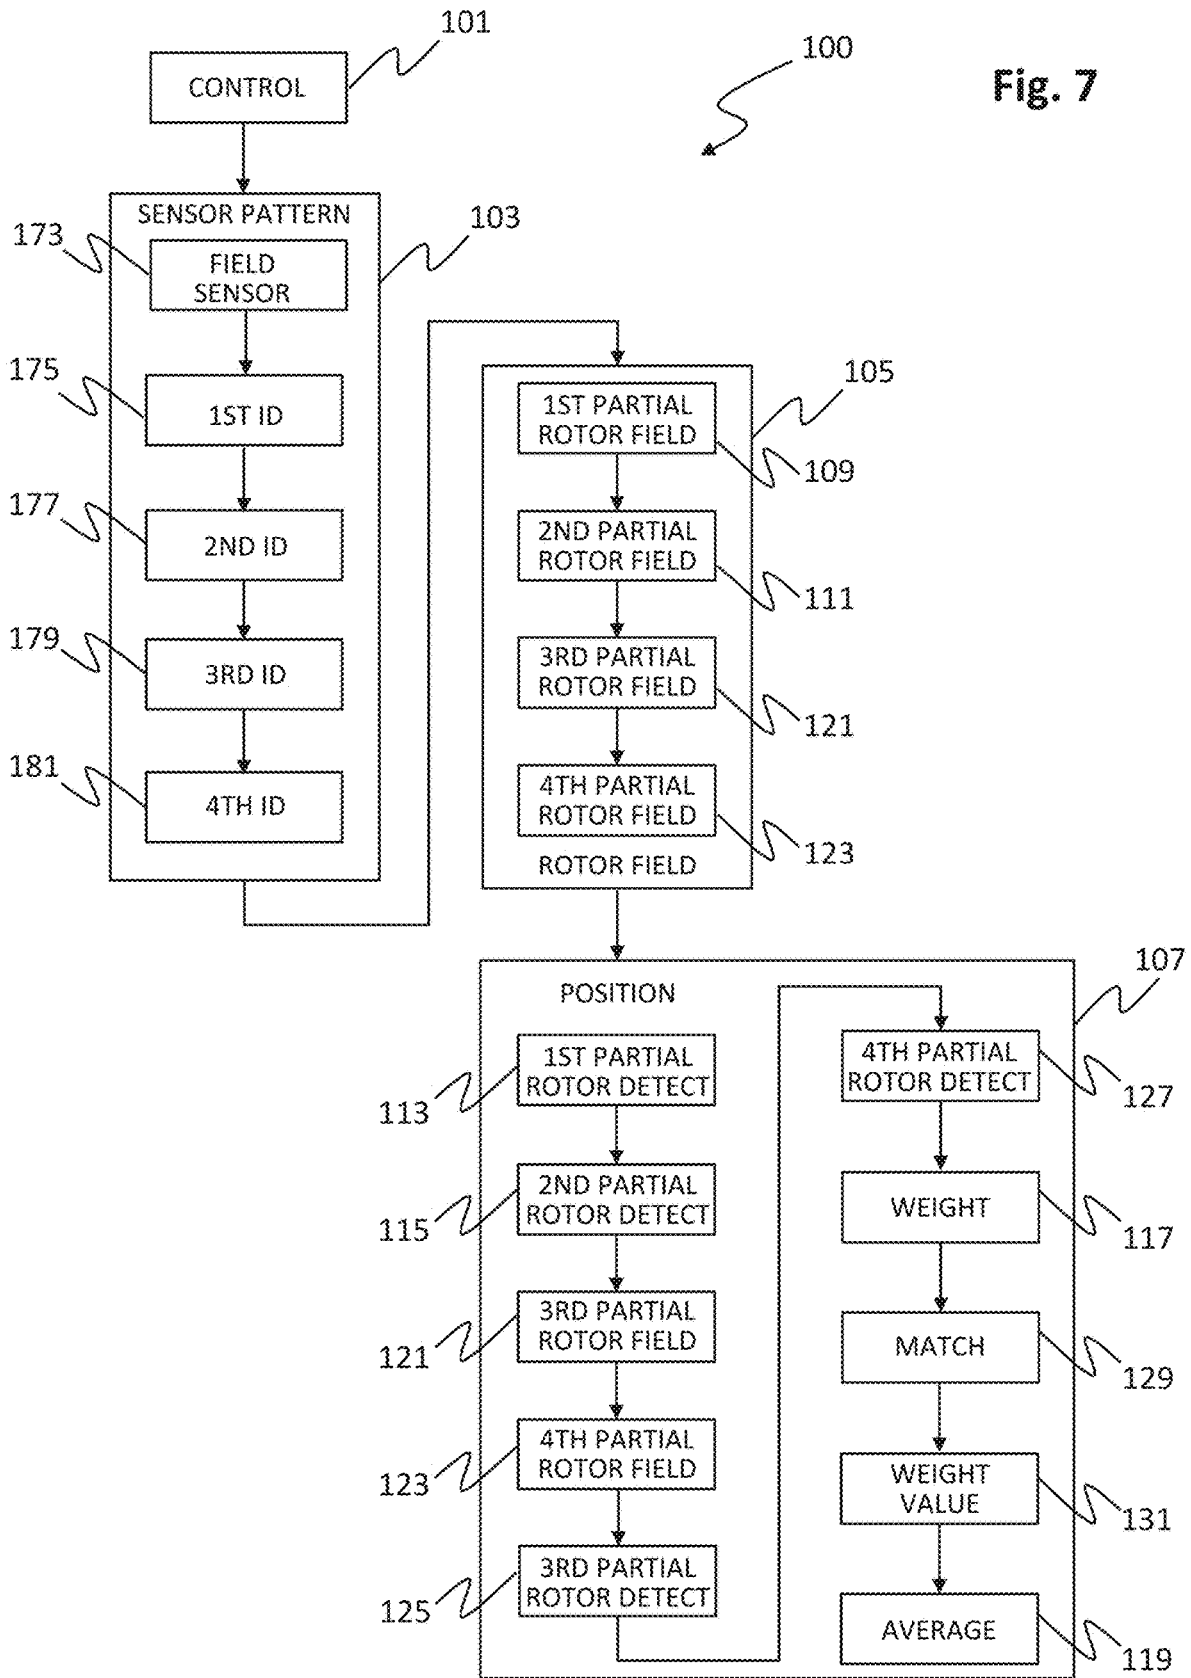 101
100
Fig. 7
CONTROL
SENSOR PATTERN
173
103
FIELD
SENSOR
175
1ST ID
177
2ND ID
179
3RD ID
181
4TH ID
105
1ST PARTIAL
ROTOR FIELD
109
2ND PARTIAL
ROTOR FIELD
111
3RD PARTIAL
ROTOR FIELD
121
4TH PARTIAL
ROTOR FIELD
123
ROTOR FIELD
107
POSITION
1ST PARTIAL
ROTOR DETECT
113
2ND PARTIAL
ROTOR DETECT
115
3RD PARTIAL
ROTOR FIELD
121
4TH PARTIAL
ROTOR FIELD
123
3RD PARTIAL
ROTOR DETECT
125
4TH PARTIAL
ROTOR DETECT
127
WEIGHT
117
MATCH
129
WEIGHT
VALUE
131
AVERAGE
119